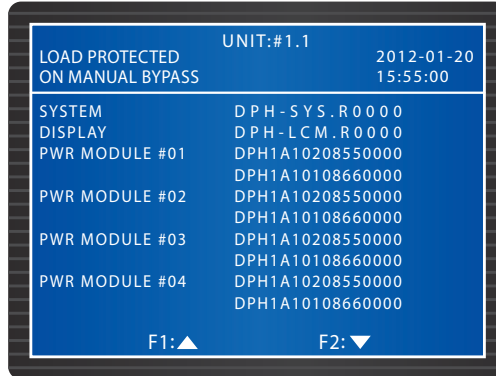 UNIT:#1.1
LOAD PROTECTED 2012-01-20
ON MANUAL BYPASS 15:55:00
SYSTEM DPH-SYS.R0000
DISPLAY DPH-LCM.R0000
PWR MODULE #01 DPH1A10208550000
DPH1A10108660000
PWR MODULE #02 DPH1A10208550000
DPH1A10108660000
PWR MODULE #03 DPH1A10208550000
DPH1A10108660000
PWR MODULE #04 DPH1A10208550000
DPH1A10108660000
F1:▲ F2:▼